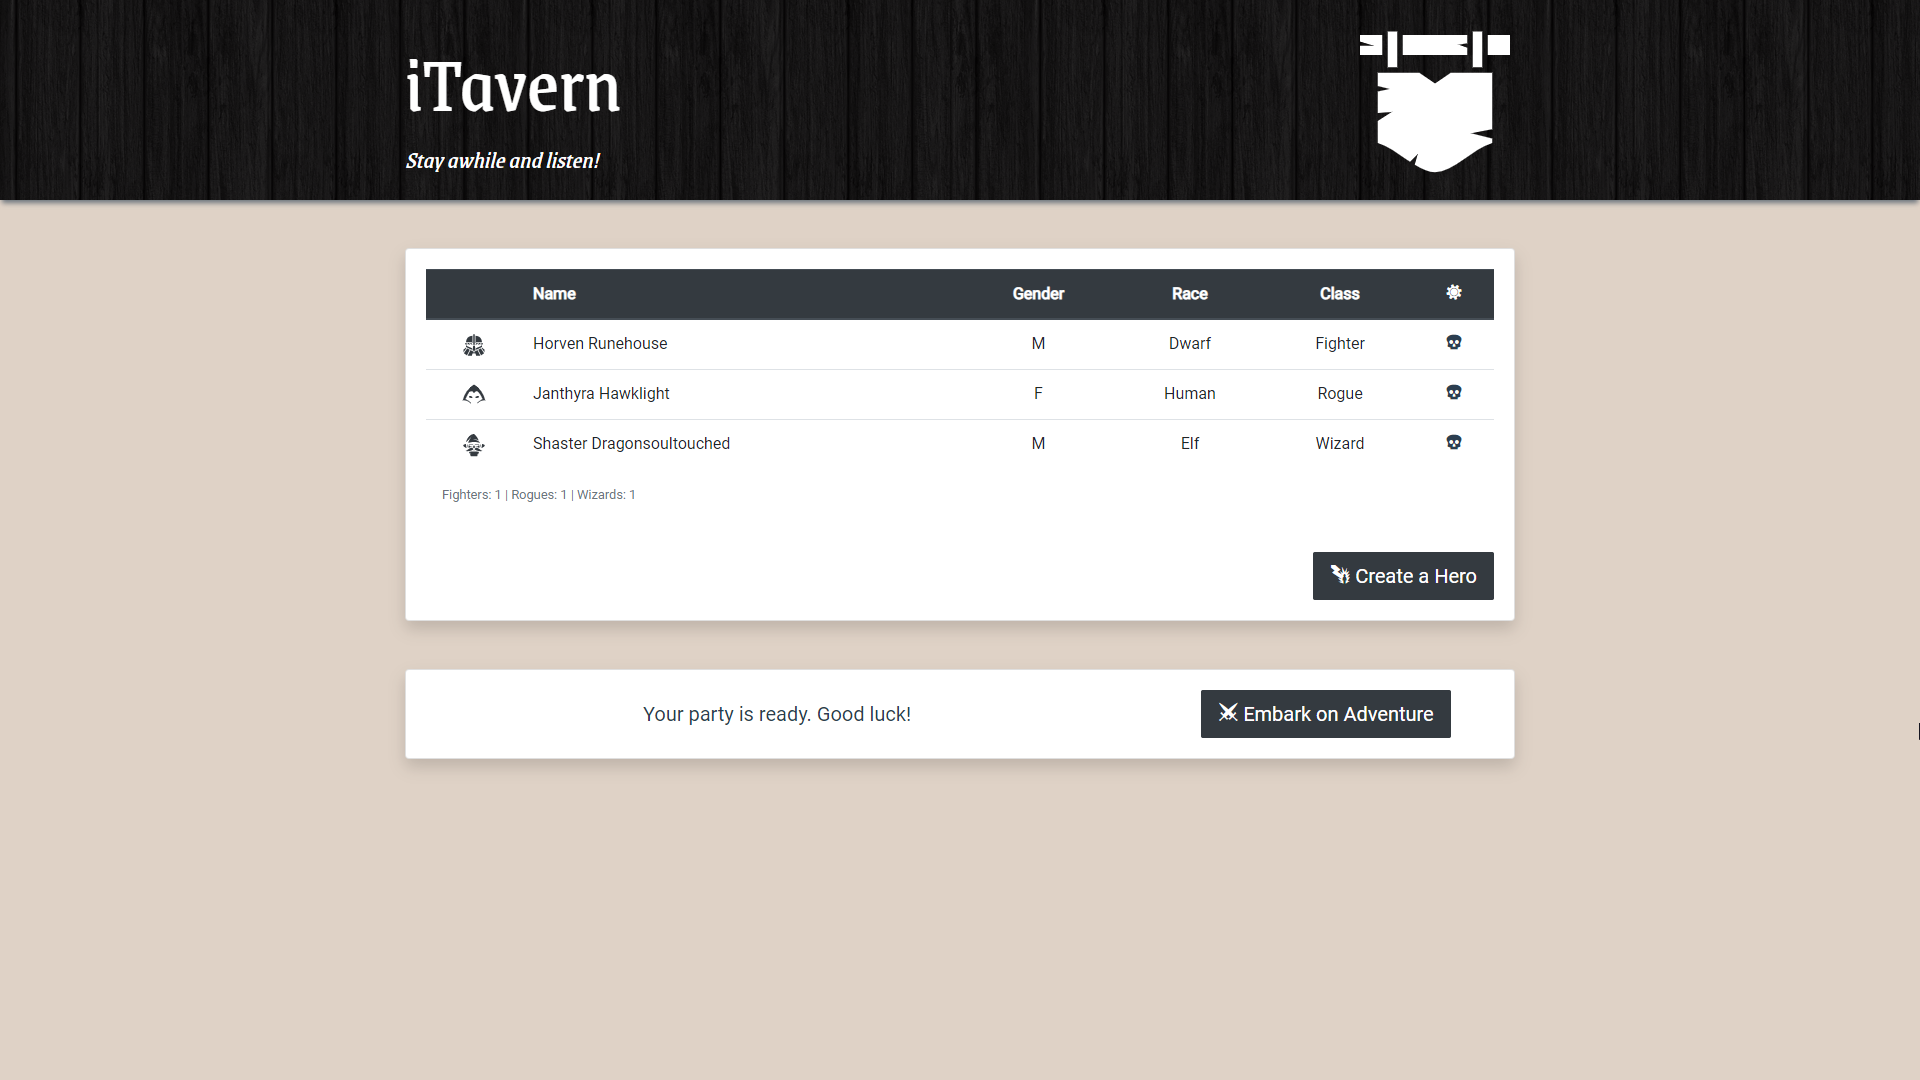 iTavern
Stay awhile and listen!
Name Gender Race Class
Horven Runehouse M Dwarf Fighter
Janthyra Hawklight F Human Rogue
Shaster Dragonsoultouched M Elf Wizard
Fighters: 1 | Rogues: 1 | Wizards: 1
Create a Hero
Your party is ready. Good luck! Embark on Adventure